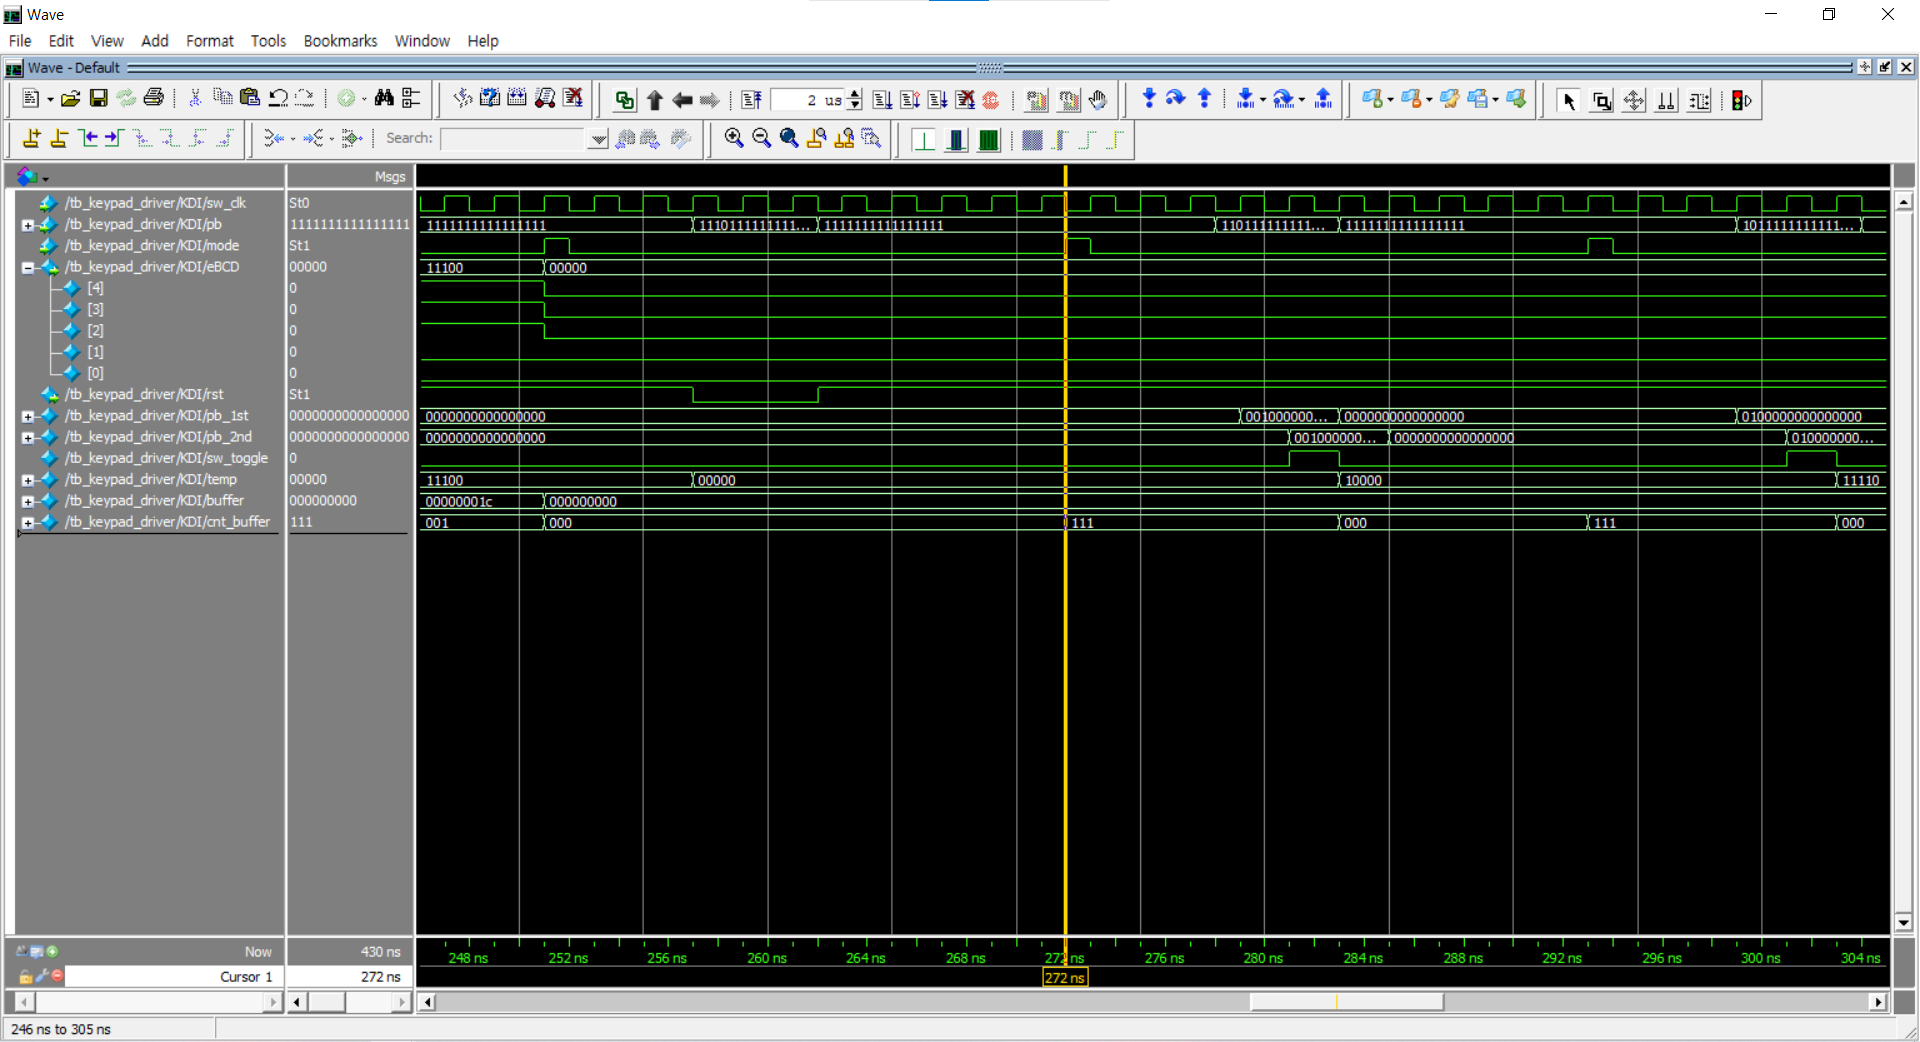 Wave
File Edit View Add Format Tools Bookmarks Window Help
Wave - Default
2 us
Search:
Msgs
/tb_keypad_driver/KDI/sw_clk St0
/tb_keypad_driver/KDI/pb 1111111111111111 1111111111111111 1110111111111... 1111111111111111 110111111111... 1111111111111111 1011111111111...
/tb_keypad_driver/KDI/mode St1
/tb_keypad_driver/KDI/eBCD 00000 11100 00000
[4] 0
[3] 0
[2] 0
[1] 0
[0] 0
/tb_keypad_driver/KDI/rst St1
/tb_keypad_driver/KDI/pb_1st 0000000000000000 0000000000000000 001000000... 0000000000000000 0100000000000000
/tb_keypad_driver/KDI/pb_2nd 0000000000000000 0000000000000000 001000000... 0000000000000000 010000000...
/tb_keypad_driver/KDI/sw_toggle 0
/tb_keypad_driver/KDI/temp 00000 11100 00000 10000 11110
/tb_keypad_driver/KDI/buffer 000000000 00000001c 000000000
/tb_keypad_driver/KDI/cnt_buffer 111 001 000 111 000 111 000
Now 430 ns 248 ns 252 ns 256 ns 260 ns 264 ns 268 ns 272 ns 276 ns 280 ns 284 ns 288 ns 292 ns 296 ns 300 ns 304 ns
Cursor 1 272 ns 272 ns
246 ns to 305 ns